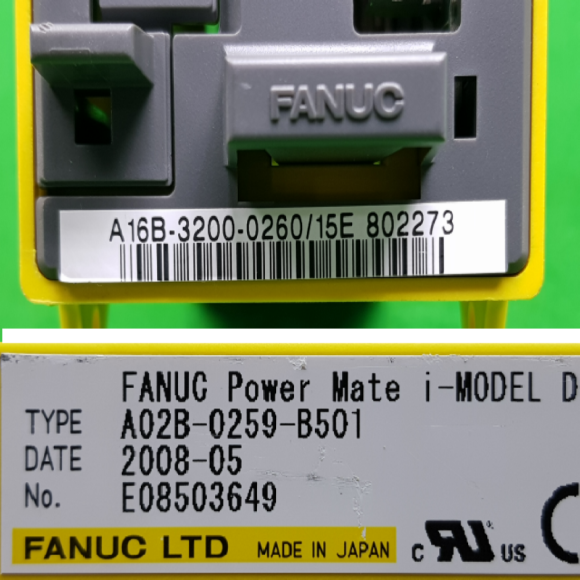 FANUC
A16B-3200-0260/15E 802273
FANUC Power Mate i-MODEL D
TYPE A02B-0259-B501
DATE 2008-05
No. E08503649
FANUC LTD MADE IN JAPAN
C RU US